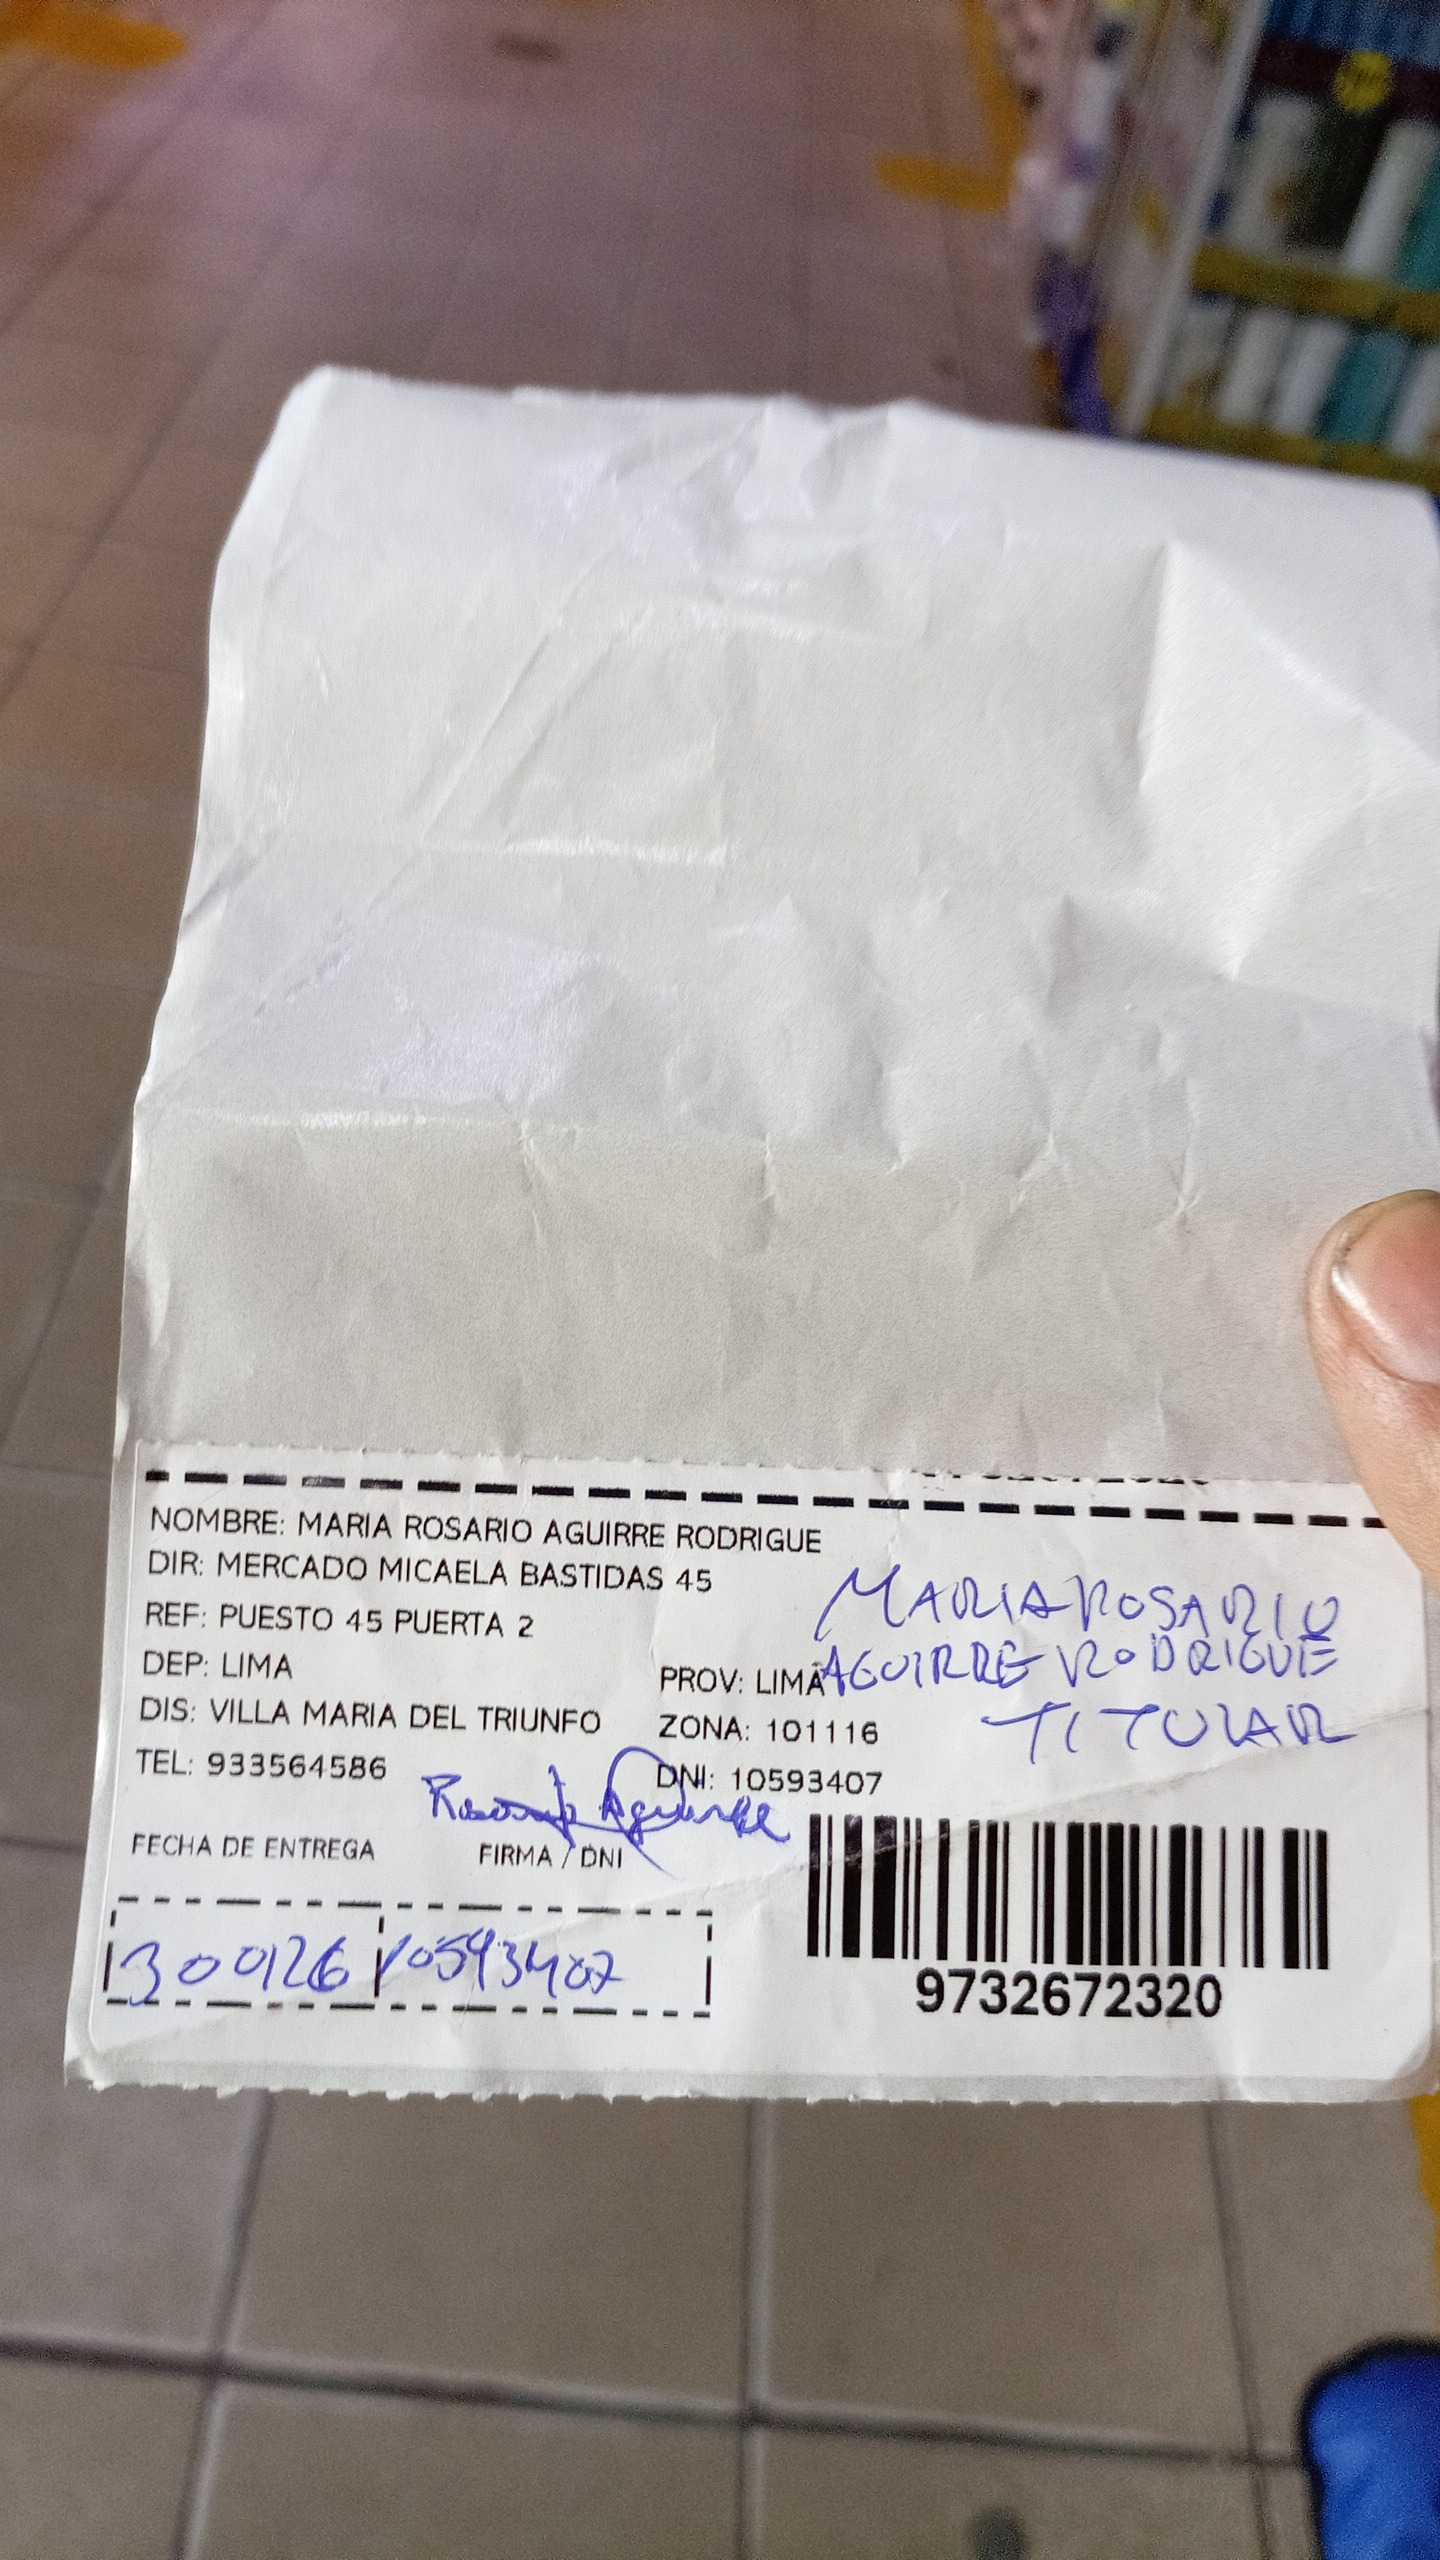 NOMBRE: MARIA ROSARIO AGUIRRE RODRIGUE
DIR: MERCADO MICAELA BASTIDAS 45
REF: PUESTO 45 PUERTA 2
DEP: LIMA
PROV: LIMA
DIS: VILLA MARIA DEL TRIUNFO
ZONA: 101116
TEL: 933564586
DNI: 10593407
MARIA ROSARIO
AGUIRRE RODRIGUE
TITULAR
Rosario Aguirre
FECHA DE ENTREGA
FIRMA / DNI
300126
10593407
9732672320